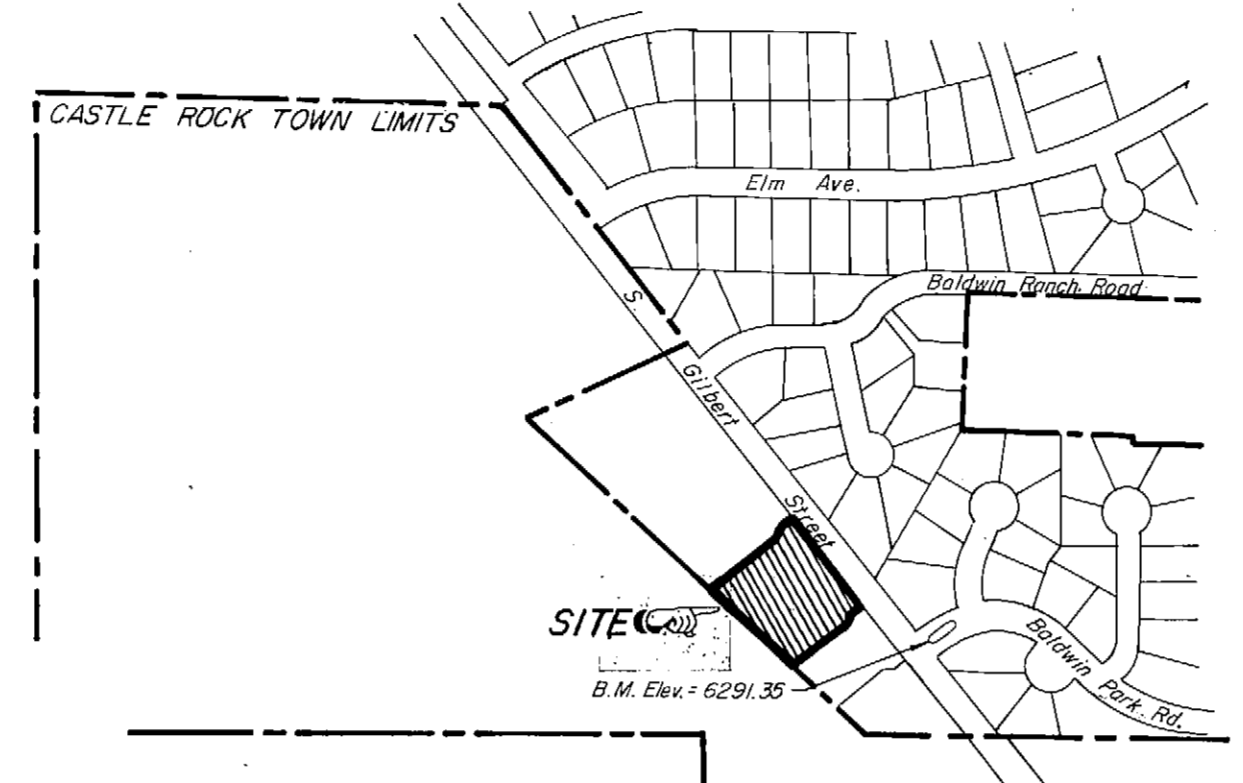 CASTLE ROCK TOWN LIMITS
Elm Ave.
Baldwin Ranch Road
S Gilbert Street
SITE
B.M. Elev. = 6291.35
Baldwin Park Rd.